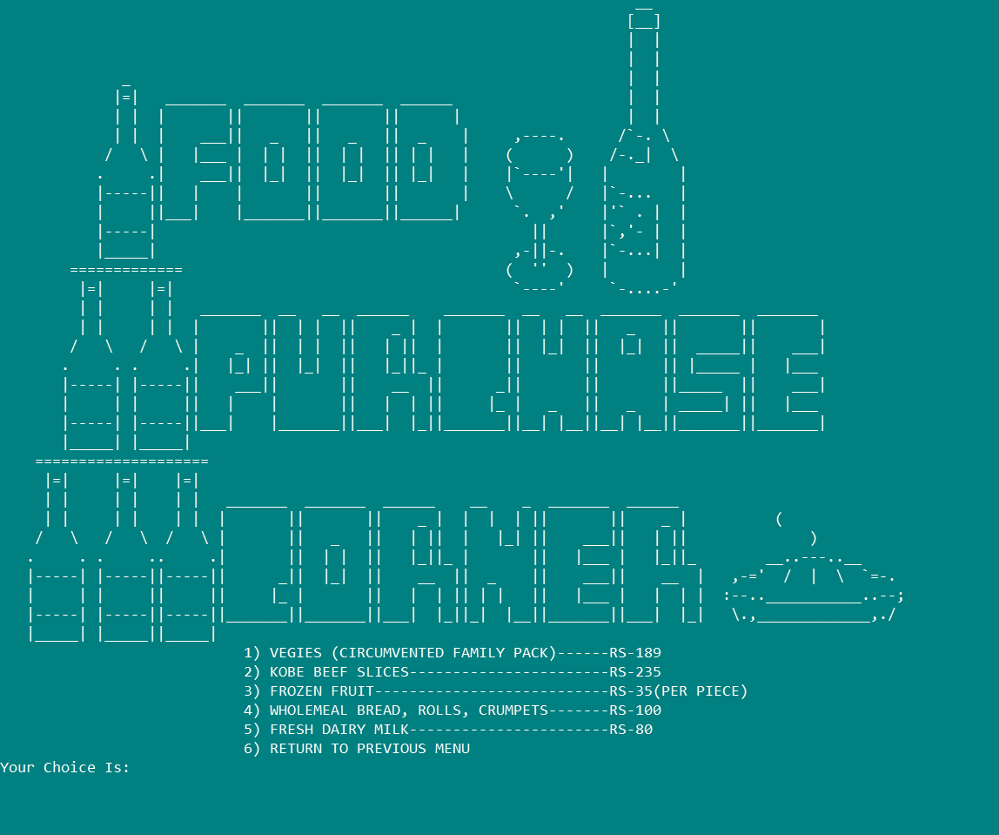 FOOD
PURCHASE
CORNER
1) VEGIES (CIRCUMVENTED FAMILY PACK)------RS-189
2) KOBE BEEF SLICES-----------------------RS-235
3) FROZEN FRUIT---------------------------RS-35(PER PIECE)
4) WHOLEMEAL BREAD, ROLLS, CRUMPETS-------RS-100
5) FRESH DAIRY MILK-----------------------RS-80
6) RETURN TO PREVIOUS MENU
Your Choice Is: